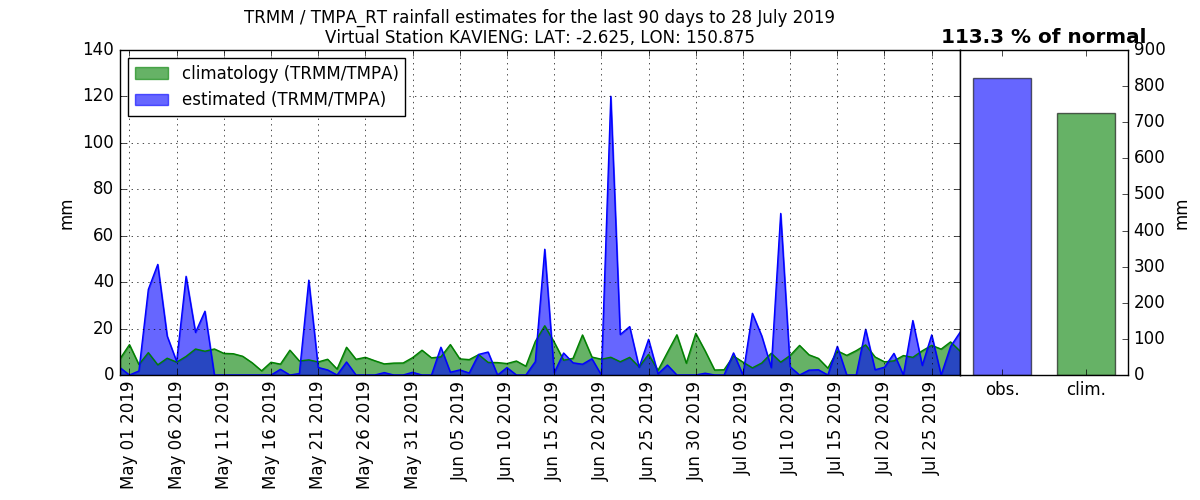 TRMM / TMPA_RT rainfall estimates for the last 90 days to 28 July 2019
Virtual Station KAVIENG: LAT: -2.625, LON: 150.875
113.3 % of normal
climatology (TRMM/TMPA)
estimated (TRMM/TMPA)
140
120
100
80
60
40
20
0
mm
900
800
700
600
500
400
300
200
100
0
mm
May 01 2019
May 06 2019
May 11 2019
May 16 2019
May 21 2019
May 26 2019
May 31 2019
Jun 05 2019
Jun 10 2019
Jun 15 2019
Jun 20 2019
Jun 25 2019
Jun 30 2019
Jul 05 2019
Jul 10 2019
Jul 15 2019
Jul 20 2019
Jul 25 2019
obs.
clim.